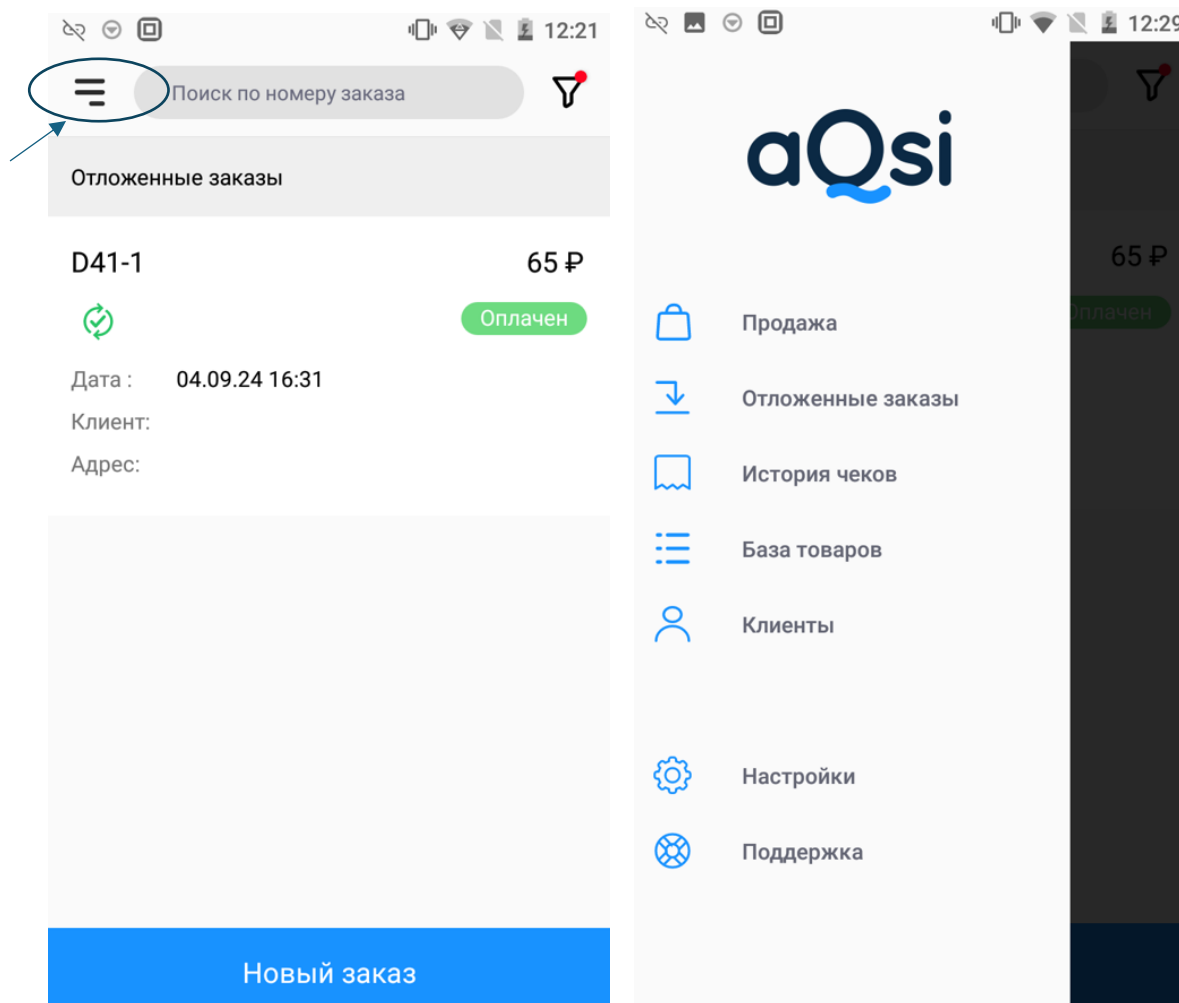 12:21
Поиск по номеру заказа
Отложенные заказы
D41-1 65 ₽
Оплачен
Дата : 04.09.24 16:31
Клиент:
Адрес:
Новый заказ
12:29
aQsi
65 ₽
Оплачен
Продажа
Отложенные заказы
История чеков
База товаров
Клиенты
Настройки
Поддержка